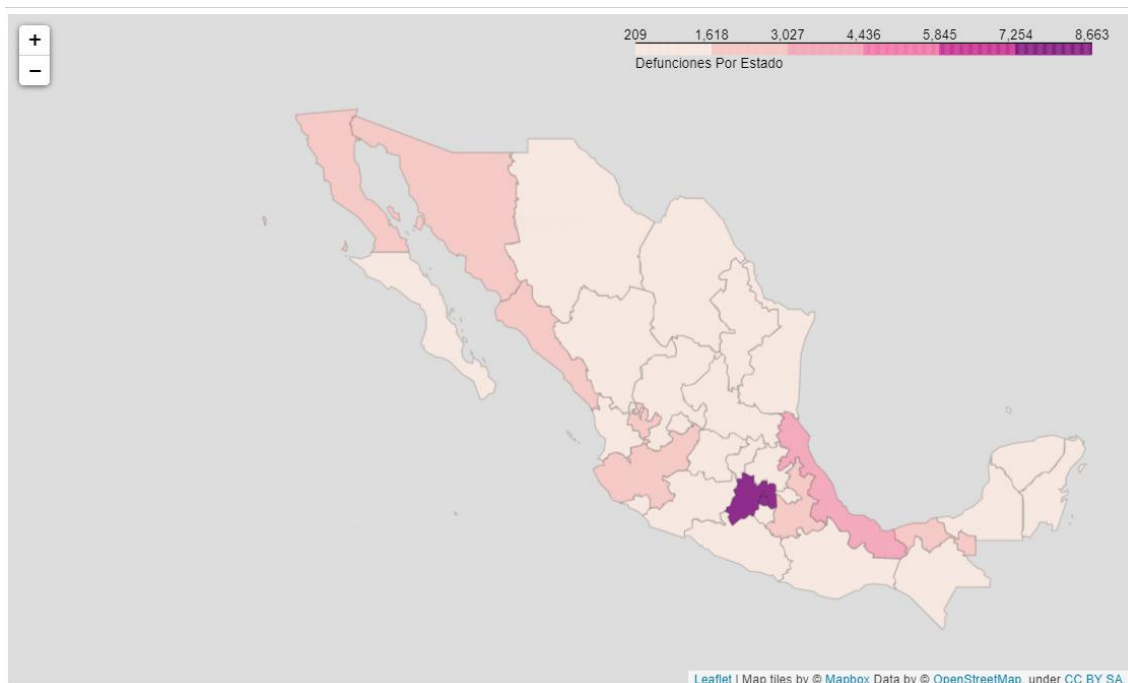 +
−
209 1,618 3,027 4,436 5,845 7,254 8,663
Defunciones Por Estado
Leaflet | Map tiles by © Mapbox Data by © OpenStreetMap, under CC BY SA